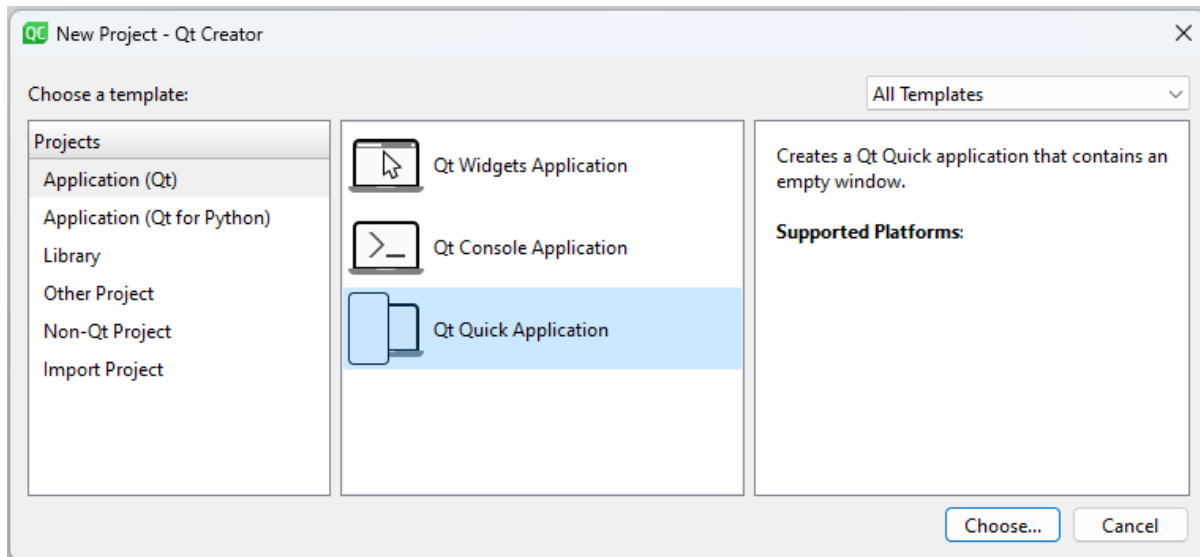 QC New Project - Qt Creator
Choose a template:
All Templates
Projects
Application (Qt)
Application (Qt for Python)
Library
Other Project
Non-Qt Project
Import Project
Qt Widgets Application
Qt Console Application
Qt Quick Application
Creates a Qt Quick application that contains an
empty window.
Supported Platforms:
Choose...
Cancel